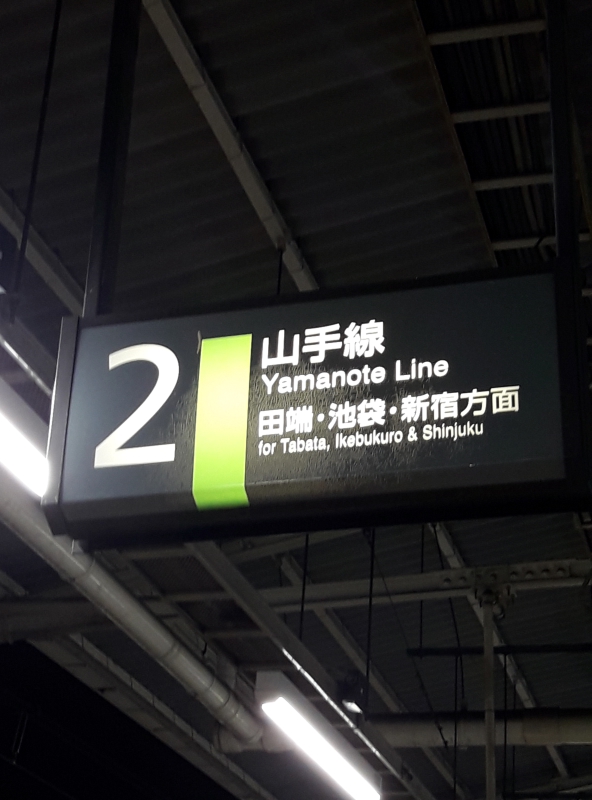 2
山手線
Yamanote Line
田端・池袋・新宿方面
for Tabata, Ikebukuro & Shinjuku